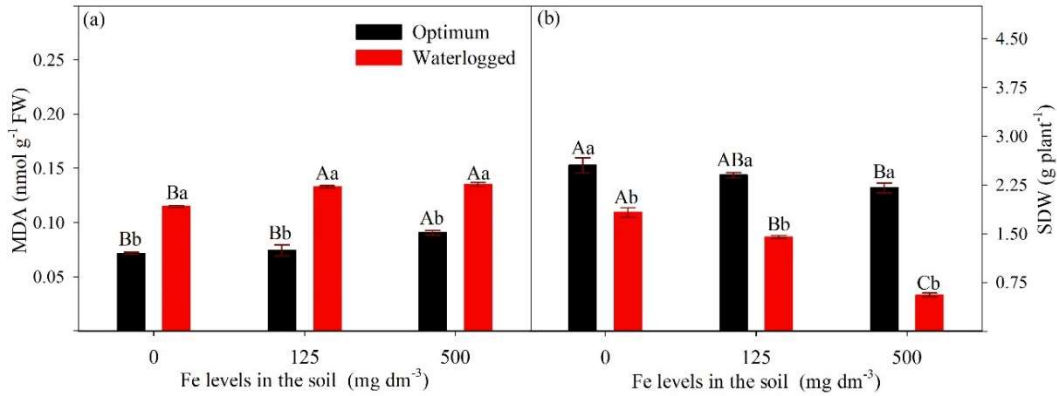 (a)
Optimum
Waterlogged
MDA (nmol g⁻¹ FW)
0.25
0.20
0.15
0.10
0.05
Bb
Ba
Bb
Aa
Ab
Aa
0
125
500
Fe levels in the soil (mg dm⁻³)
(b)
Aa
Ab
ABa
Bb
Ba
Cb
4.50
3.75
3.00
2.25
1.50
0.75
SDW (g plant⁻¹)
0
125
500
Fe levels in the soil (mg dm⁻³)